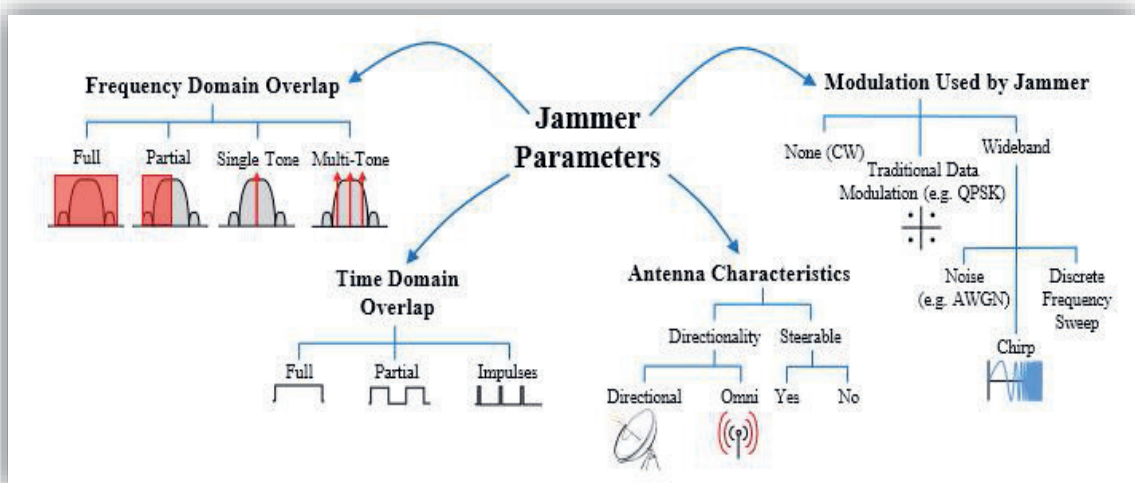 Jammer
Parameters
Frequency Domain Overlap
Full
Partial
Single Tone
Multi-Tone
Time Domain
Overlap
Full
Partial
Impulses
Antenna Characteristics
Directionality
Steerable
Directional
Omni
Yes
No
Modulation Used by Jammer
None (CW)
Traditional Data
Modulation (e.g. QPSK)
Wideband
Noise
(e.g. AWGN)
Chirp
Discrete
Frequency
Sweep